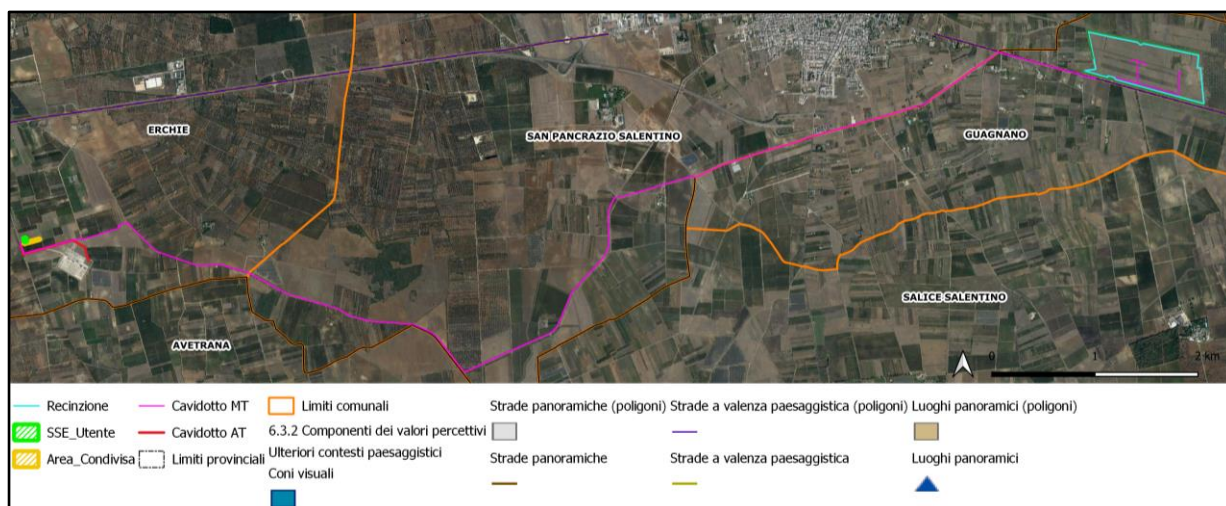 ERCHIE
SAN PANCRAZIO SALENTINO
GUAGNANO
SALICE SALENTINO
AVETRANA
0 1 2 km
Recinzione
SSE_Utente
Area_Condivisa
Cavidotto MT
Cavidotto AT
Limiti provinciali
Limiti comunali
6.3.2 Componenti dei valori percettivi
Ulteriori contesti paesaggistici
Coni visuali
Strade panoramiche (poligoni)
Strade panoramiche
Strade a valenza paesaggistica (poligoni)
Strade a valenza paesaggistica
Luoghi panoramici (poligoni)
Luoghi panoramici